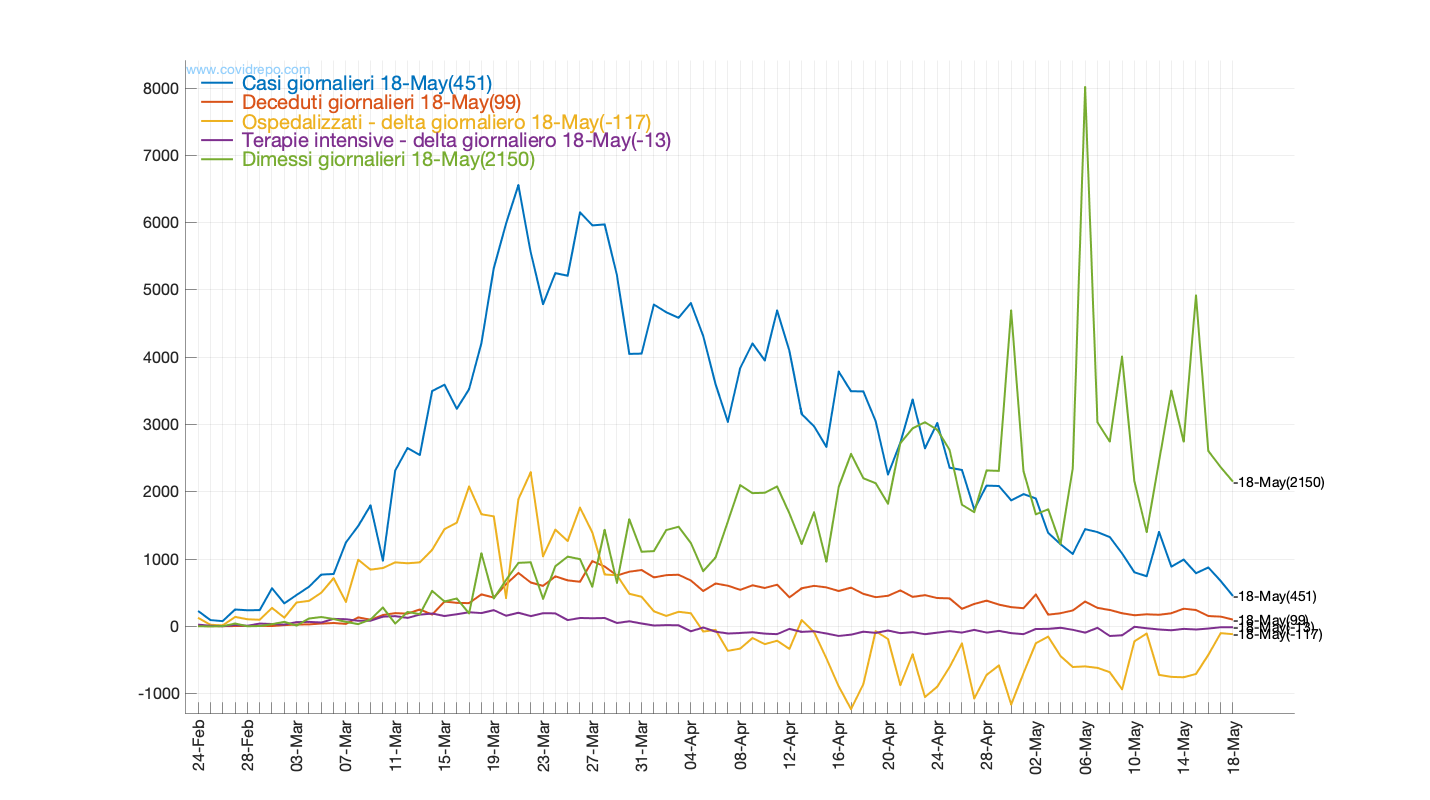 www.covidrepo.com
Casi giornalieri 18-May(451)
Deceduti giornalieri 18-May(99)
Ospedalizzati - delta giornaliero 18-May(-117)
Terapie intensive - delta giornaliero 18-May(-13)
Dimessi giornalieri 18-May(2150)
8000
7000
6000
5000
4000
3000
2000
1000
0
-1000
-18-May(2150)
-18-May(451)
-18-May(99)
-18-May(-13)
-18-May(-117)
24-Feb
28-Feb
03-Mar
07-Mar
11-Mar
15-Mar
19-Mar
23-Mar
27-Mar
31-Mar
04-Apr
08-Apr
12-Apr
16-Apr
20-Apr
24-Apr
28-Apr
02-May
06-May
10-May
14-May
18-May